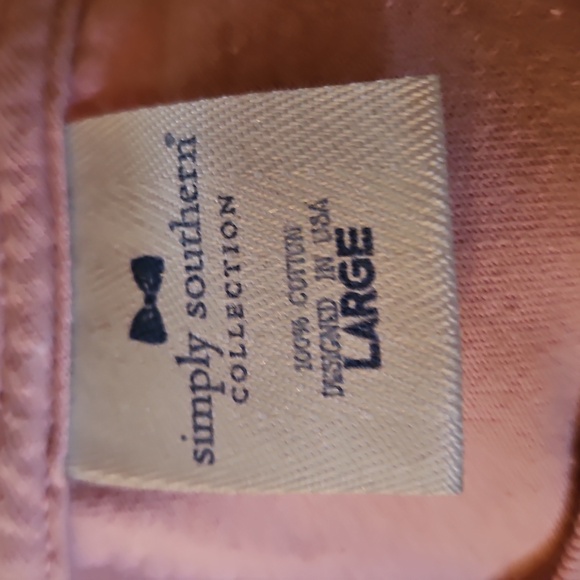 simply southern®
COLLECTION
100% COTTON
DESIGNED IN USA
LARGE